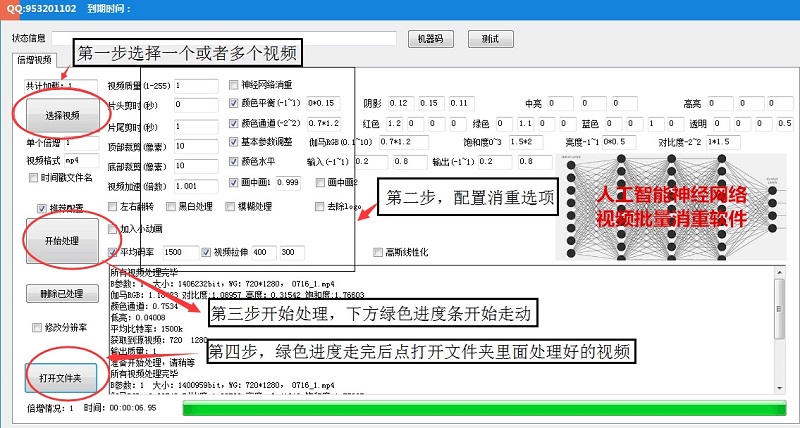 QQ:953201102 到期时间：
状态信息 机器码 测试
第一步选择一个或者多个视频
倍增视频
共计加载：1 视频质量(1-255) 1 神经网络消重
选择视频 片头剪时(秒) 0 颜色平衡(-1~1) 0*0.15 阴影 0.12 0.15 0.11 中亮 0 0 0 高亮 0 0 0
片尾剪时(秒) 1 颜色通道(-2~2) 0.7*1.2 红色 1.2 0 0 0 绿色 0 1.1 0 0 蓝色 0 0 1 0 透明 0 0 0 0.5
单个倍增 1 顶部裁剪(像素) 10 基本参数调整 伽马RGB(0.1~10) 0.7*1.2 饱和度0~3 1.5*2 亮度-1~1 0*0.5 对比度-2~2 1*1.5
视频格式 mp4 底部裁剪(像素) 10 颜色水平 输入(-1~1) 0.2 0.8 输出(-1~1) 0.2 0.8
时间戳文件名 视频加速(倍数) 1.001 画中画1 0.999 画中画2
第二步，配置消重选项
人工智能神经网络
视频批量消重软件
推荐配置 左右翻转 黑白处理 模糊处理 去除logo
开始处理 加入小动画
平均码率 1500 视频拉伸 400 300 高斯线性化
所有视频处理完毕
B参数：1 大小：1406232bit，WG: 720*1280， 0716_1.mp4
对比度:1.08957 亮度: 0.31542 饱和度:1.76603
删除已处理 颜色通道: 0.7534
第三步开始处理，下方绿色进度条开始走动
低亮: 0.04008
修改分辨率 平均比特率: 1500k
获取到源视频: 720 1280
输出质量: 1
第四步，绿色进度走完后点打开文件夹里面处理好的视频
准备开始处理，请稍等
打开文件夹 所有视频处理完毕
B参数：1 大小：1400959bit，WG: 720*1280， 0716_1.mp4
倍增情况: 1 时间: 00:00:06.95